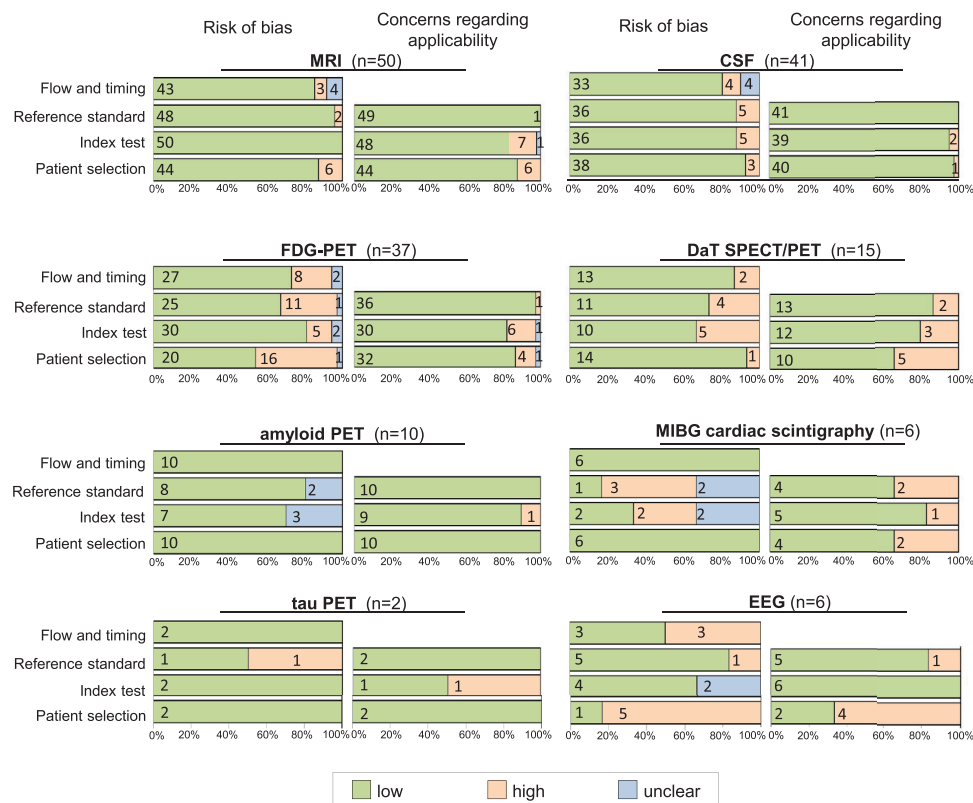 Risk of bias
Concerns regarding applicability
Risk of bias
Concerns regarding applicability
MRI (n=50)
Flow and timing 43 3 4
Reference standard 48 2 49 1
Index test 50 48 7 1
Patient selection 44 6 44 6
0% 20% 40% 60% 80% 100% 0% 20% 40% 60% 80% 100%
CSF (n=41)
33 4 4
36 5 41
36 5 39 2
38 3 40 1
0% 20% 40% 60% 80% 100% 0% 20% 40% 60% 80% 100%
FDG-PET (n=37)
Flow and timing 27 8 2
Reference standard 25 11 1 36 1
Index test 30 5 2 30 6 1
Patient selection 20 16 1 32 4 1
0% 20% 40% 60% 80% 100% 0% 20% 40% 60% 80% 100%
DaT SPECT/PET (n=15)
13 2
11 4 13 2
10 5 12 3
14 1 10 5
0% 20% 40% 60% 80% 100% 0% 20% 40% 60% 80% 100%
amyloid PET (n=10)
Flow and timing 10
Reference standard 8 2 10
Index test 7 3 9 1
Patient selection 10 10
0% 20% 40% 60% 80% 100% 0% 20% 40% 60% 80% 100%
MIBG cardiac scintigraphy (n=6)
6
1 3 2 4 2
2 2 2 5 1
6 4 2
0% 20% 40% 60% 80% 100% 0% 20% 40% 60% 80% 100%
tau PET (n=2)
Flow and timing 2
Reference standard 1 1 2
Index test 2 1 1
Patient selection 2 2
0% 20% 40% 60% 80% 100% 0% 20% 40% 60% 80% 100%
EEG (n=6)
3 3
5 1 5 1
4 2 6
1 5 2 4
0% 20% 40% 60% 80% 100% 0% 20% 40% 60% 80% 100%
low high unclear